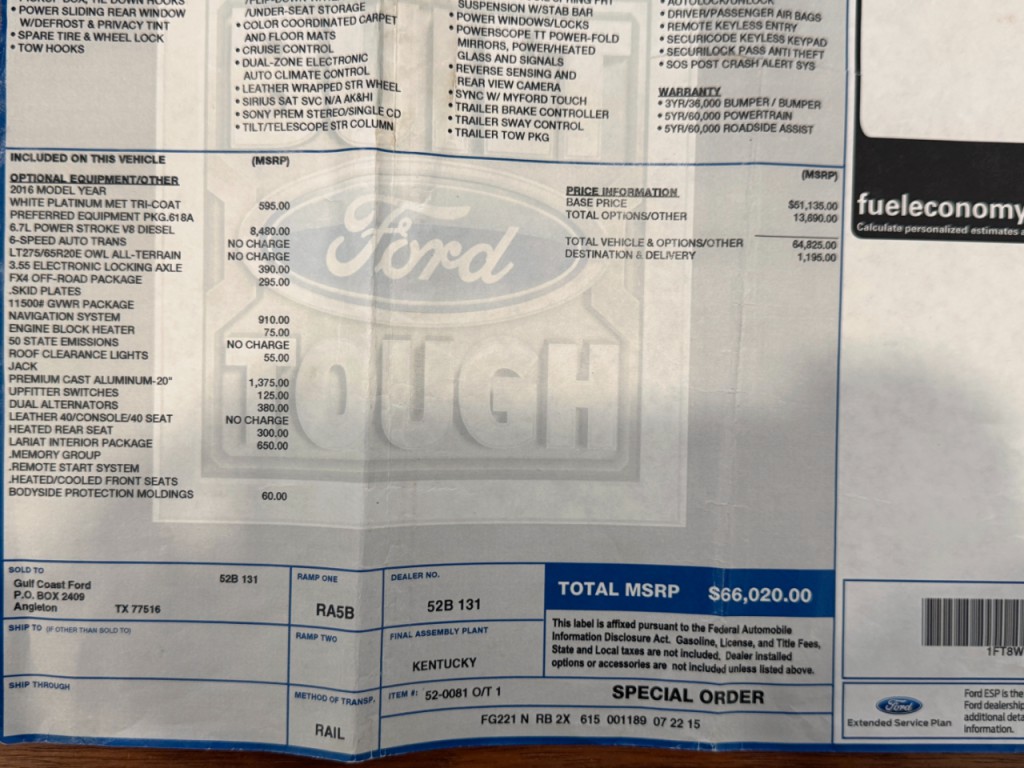 • POWER SLIDING REAR WINDOW
W/DEFROST & PRIVACY TINT
• SPARE TIRE & WHEEL LOCK
• TOW HOOKS
/UNDER-SEAT STORAGE
• COLOR COORDINATED CARPET
AND FLOOR MATS
• CRUISE CONTROL
• DUAL-ZONE ELECTRONIC
AUTO CLIMATE CONTROL
• LEATHER WRAPPED STR WHEEL
• SIRIUS SAT SVC N/A AK&HI
• SONY PREM STEREO/SINGLE CD
• TILT/TELESCOPE STR COLUMN
SUSPENSION W/STAB BAR
• POWER WINDOWS/LOCKS
• POWERSCOPE TT POWER-FOLD
MIRRORS, POWER/HEATED
GLASS AND SIGNALS
• REVERSE SENSING AND
REAR VIEW CAMERA
• SYNC W/ MYFORD TOUCH
• TRAILER BRAKE CONTROLLER
• TRAILER SWAY CONTROL
• TRAILER TOW PKG
• AUTOLOCK/UNLOCK
• DRIVER/PASSENGER AIR BAGS
• REMOTE KEYLESS ENTRY
• SECURICODE KEYLESS KEYPAD
• SECURILOCK PASS ANTI THEFT
• SOS POST CRASH ALERT SYS
WARRANTY
• 3YR/36,000 BUMPER / BUMPER
• 5YR/60,000 POWERTRAIN
• 5YR/60,000 ROADSIDE ASSIST
INCLUDED ON THIS VEHICLE (MSRP)
OPTIONAL EQUIPMENT/OTHER
2016 MODEL YEAR
WHITE PLATINUM MET TRI-COAT 595.00
PREFERRED EQUIPMENT PKG.618A
6.7L POWER STROKE V8 DIESEL 8,480.00
6-SPEED AUTO TRANS NO CHARGE
LT275/65R20E OWL ALL-TERRAIN NO CHARGE
3.55 ELECTRONIC LOCKING AXLE 390.00
FX4 OFF-ROAD PACKAGE 295.00
.SKID PLATES
11500# GVWR PACKAGE
NAVIGATION SYSTEM 910.00
ENGINE BLOCK HEATER 75.00
50 STATE EMISSIONS NO CHARGE
ROOF CLEARANCE LIGHTS 55.00
JACK
PREMIUM CAST ALUMINUM-20" 1,375.00
UPFITTER SWITCHES 125.00
DUAL ALTERNATORS 380.00
LEATHER 40/CONSOLE/40 SEAT NO CHARGE
HEATED REAR SEAT 300.00
LARIAT INTERIOR PACKAGE 650.00
.MEMORY GROUP
.REMOTE START SYSTEM
.HEATED/COOLED FRONT SEATS
BODYSIDE PROTECTION MOLDINGS 60.00
Ford
TOUGH
(MSRP)
PRICE INFORMATION
BASE PRICE $51,135.00
TOTAL OPTIONS/OTHER 13,690.00
TOTAL VEHICLE & OPTIONS/OTHER 64,825.00
DESTINATION & DELIVERY 1,195.00
fueleconomy
Calculate personalized estimates
SOLD TO
Gulf Coast Ford 52B 131
P.O. BOX 2409
Angleton TX 77516
SHIP TO (IF OTHER THAN SOLD TO)
SHIP THROUGH
RAMP ONE
RA5B
RAMP TWO
METHOD OF TRANSP.
RAIL
DEALER NO.
52B 131
FINAL ASSEMBLY PLANT
KENTUCKY
ITEM #: 52-0081 O/T 1
TOTAL MSRP $66,020.00
This label is affixed pursuant to the Federal Automobile
Information Disclosure Act. Gasoline, License, and Title Fees,
State and Local taxes are not included. Dealer installed
options or accessories are not included unless listed above.
SPECIAL ORDER
FG221 N RB 2X 615 001189 07 22 15
1FT8W
Ford
Extended Service Plan
Ford ESP is the
Ford dealership
additional deta
information.